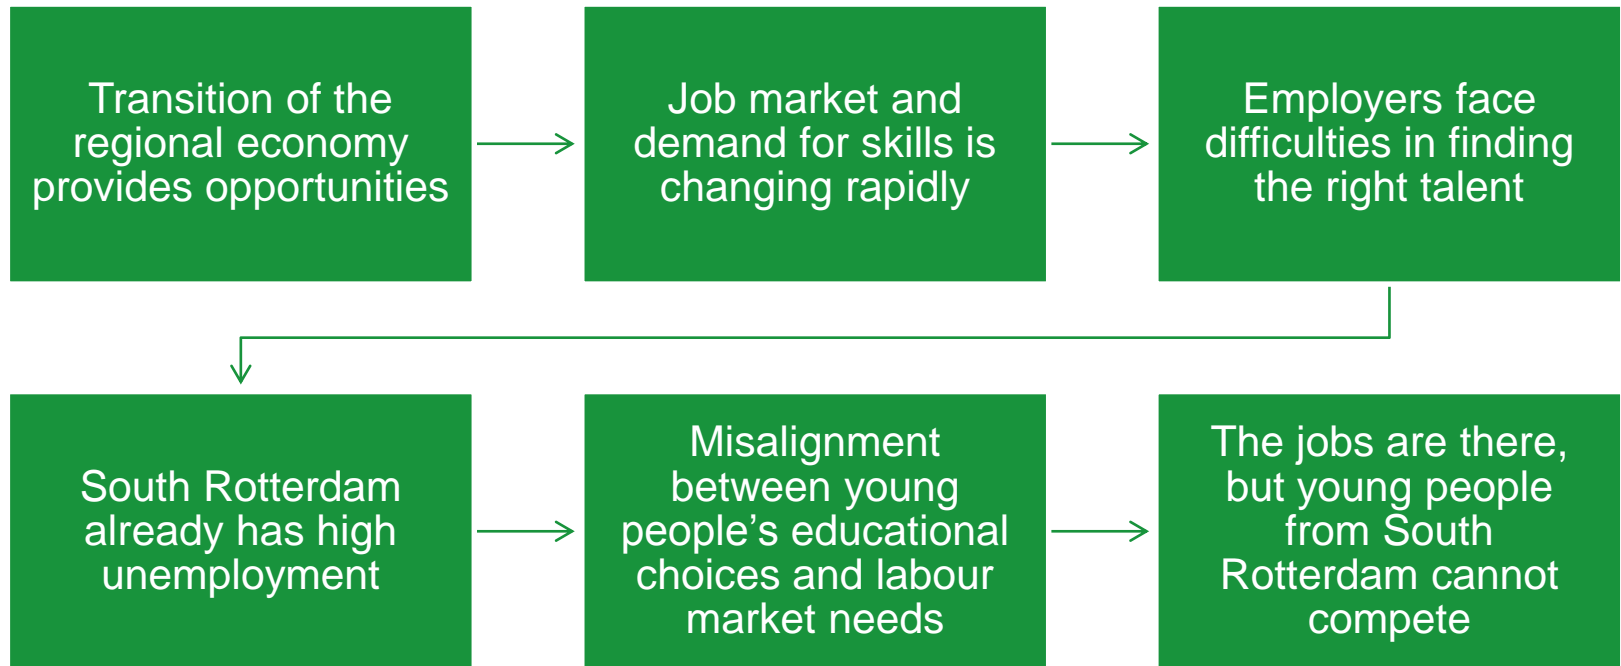 Transition of the
regional economy
provides opportunities
Job market and
demand for skills is
changing rapidly
Employers face
difficulties in finding
the right talent
South Rotterdam
already has high
unemployment
Misalignment
between young
people’s educational
choices and labour
market needs
The jobs are there,
but young people
from South
Rotterdam cannot
compete